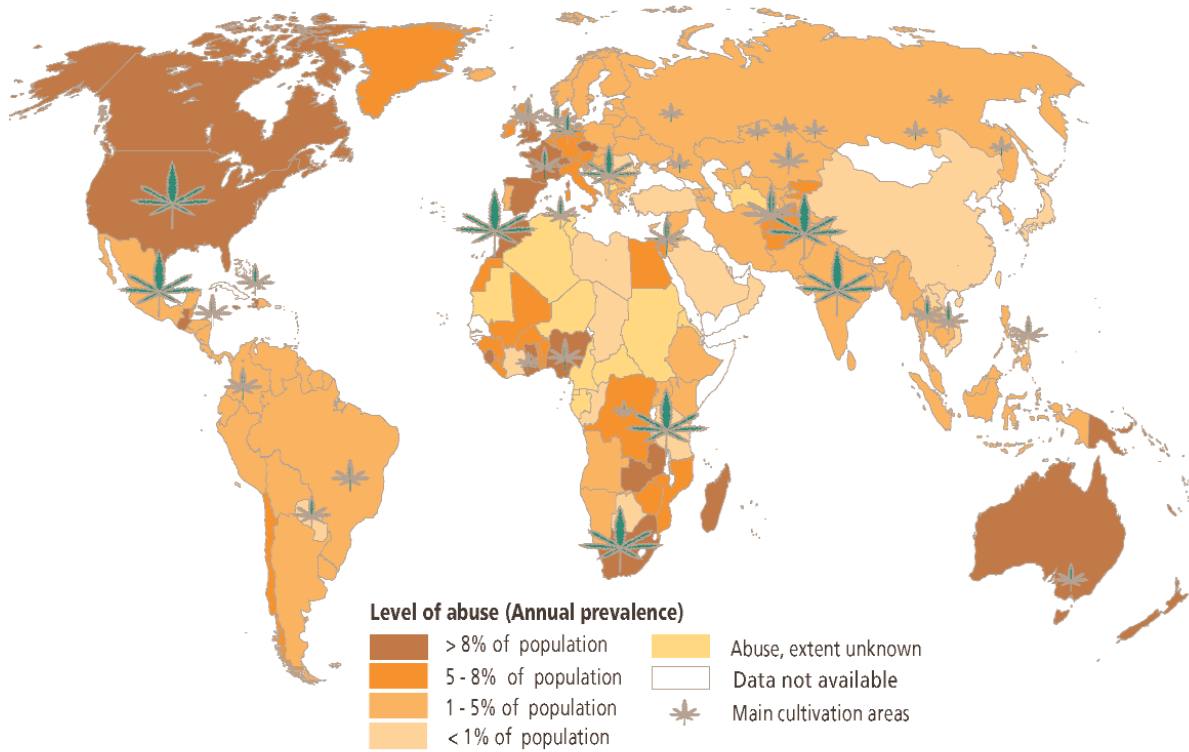 Level of abuse (Annual prevalence)
> 8% of population
5 - 8% of population
1 - 5% of population
< 1% of population
Abuse, extent unknown
Data not available
Main cultivation areas